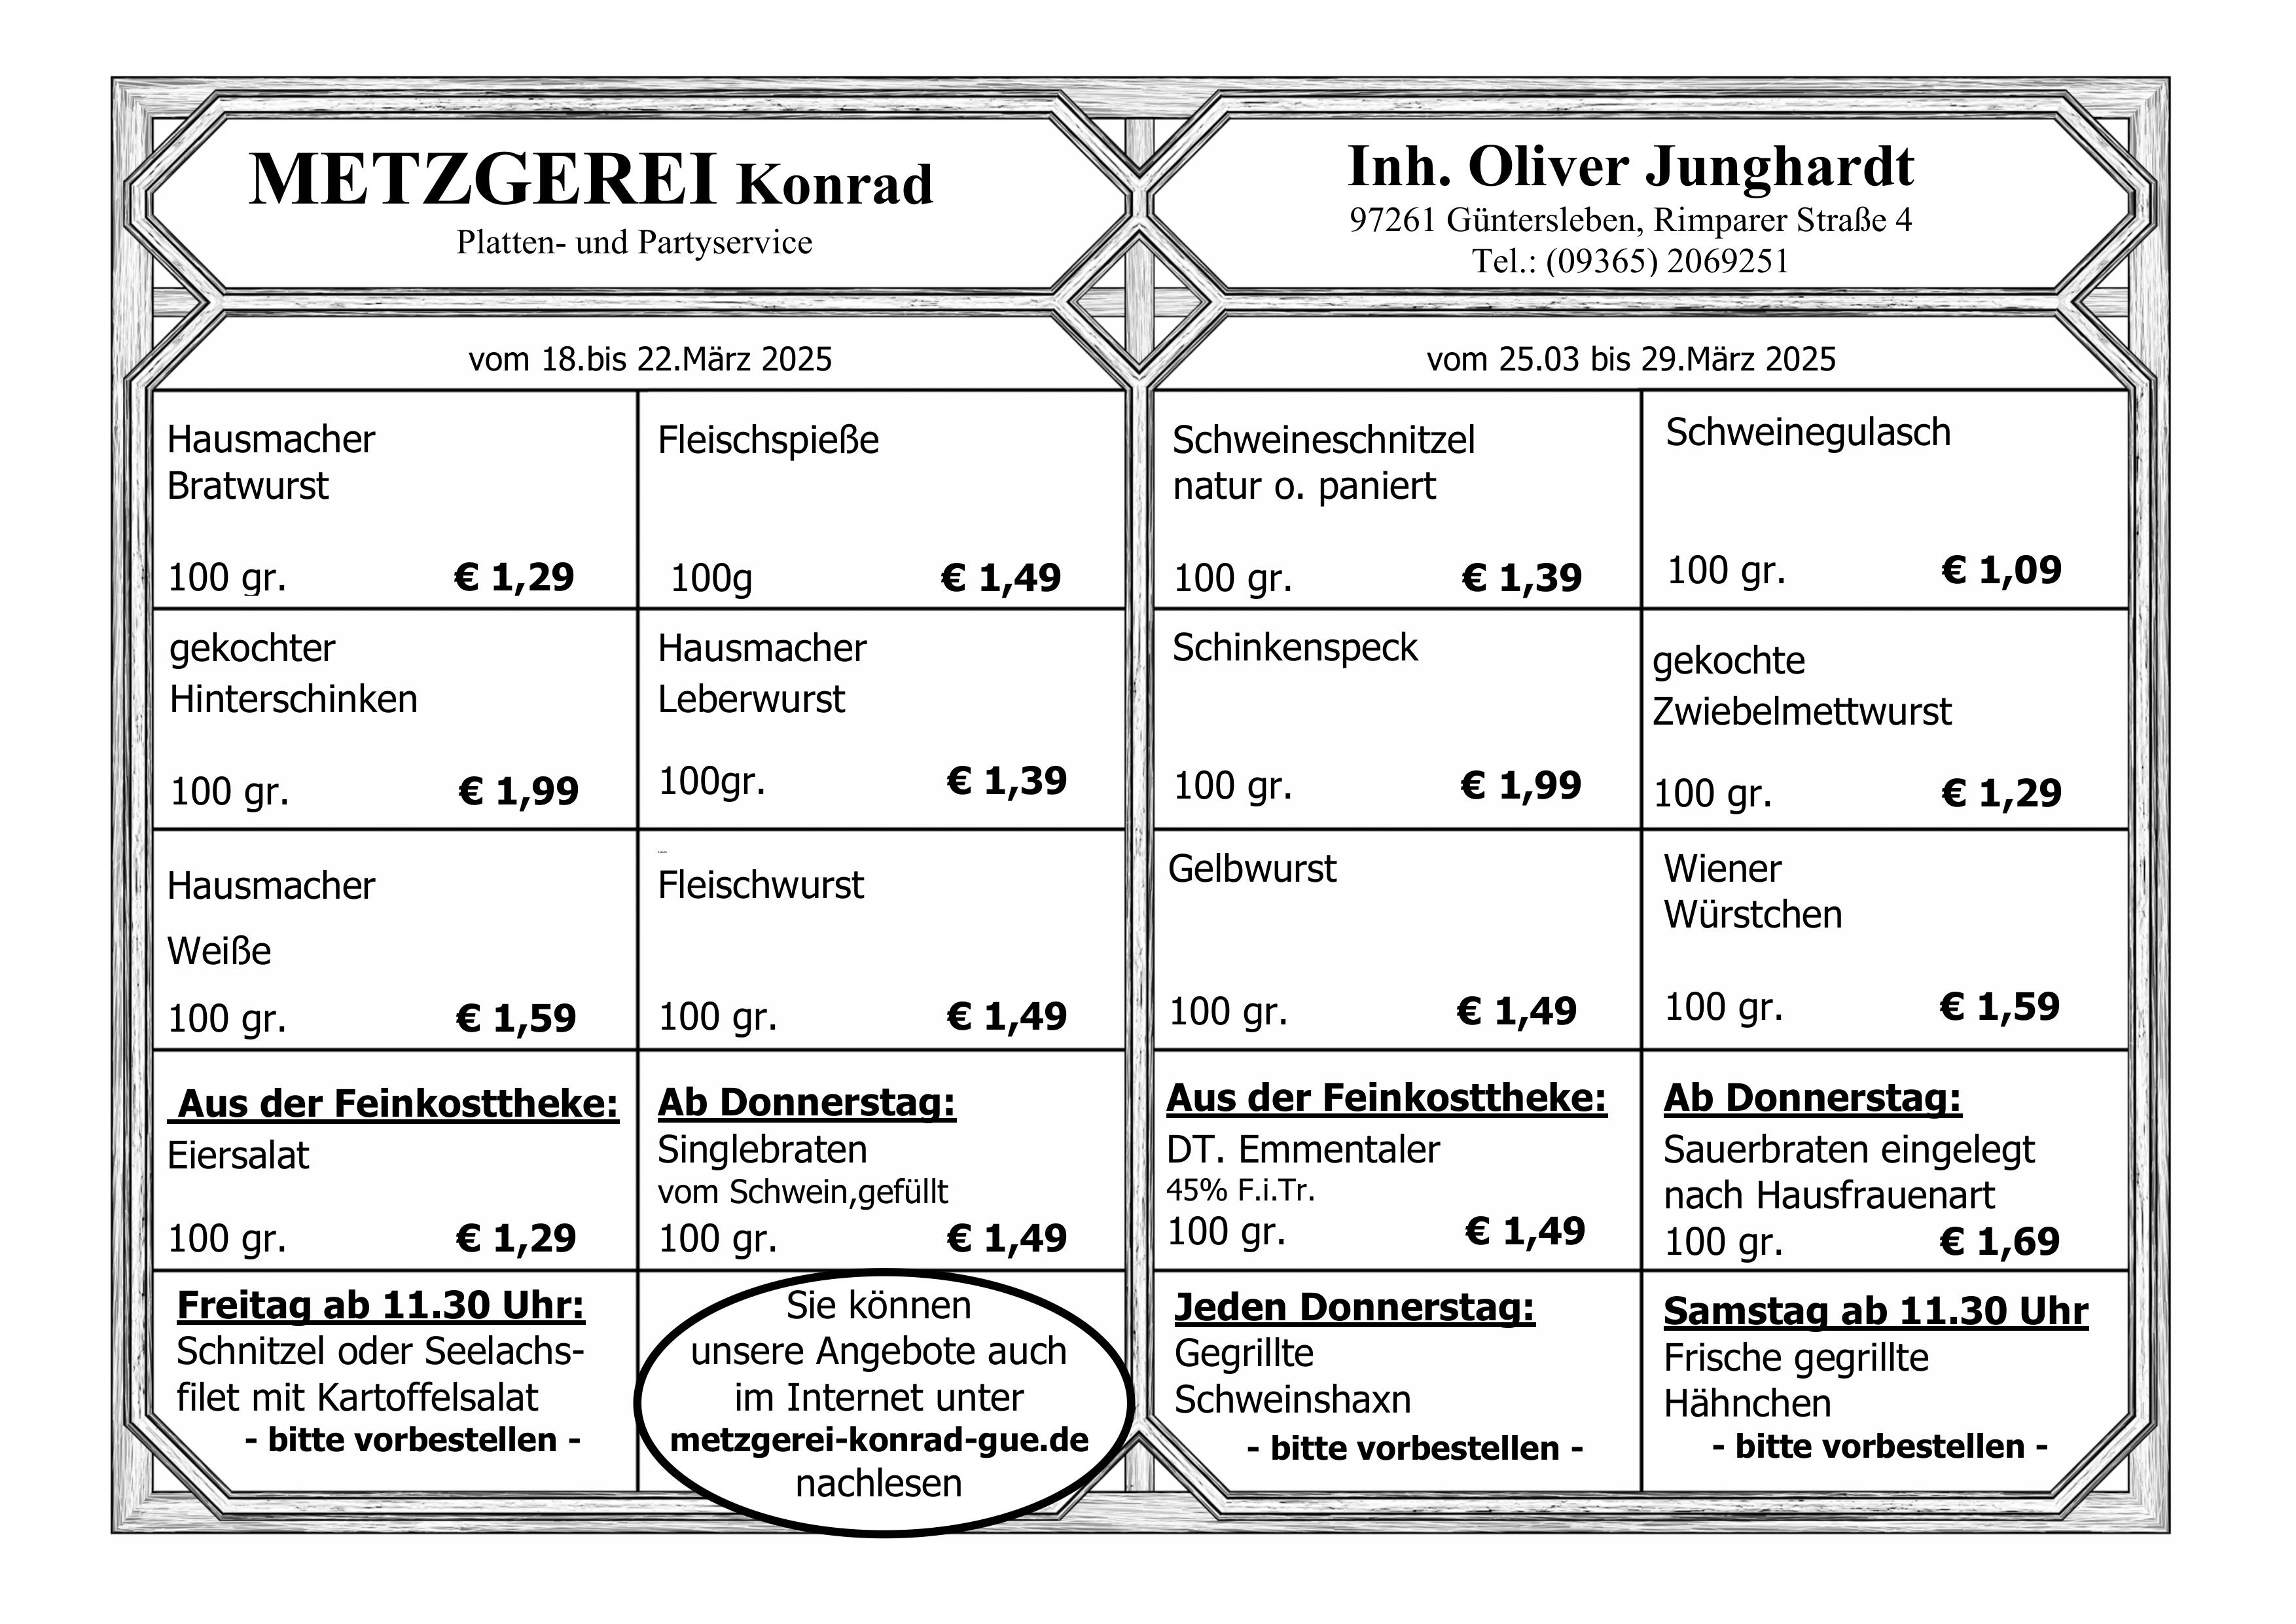 METZGEREI Konrad
Platten- und Partyservice
Inh. Oliver Junghardt
97261 Güntersleben, Rimparer Straße 4
Tel.: (09365) 2069251
vom 18.bis 22.März 2025
Hausmacher
Bratwurst
100 gr. € 1,29
Fleischspieße
100g € 1,49
gekochter
Hinterschinken
100 gr. € 1,99
Hausmacher
Leberwurst
100gr. € 1,39
Hausmacher
Weiße
100 gr. € 1,59
Fleischwurst
100 gr. € 1,49
Aus der Feinkosttheke:
Eiersalat
100 gr. € 1,29
Ab Donnerstag:
Singlebraten
vom Schwein,gefüllt
100 gr. € 1,49
Freitag ab 11.30 Uhr:
Schnitzel oder Seelachs-
filet mit Kartoffelsalat
- bitte vorbestellen -
Sie können
unsere Angebote auch
im Internet unter
metzgerei-konrad-gue.de
nachlesen
vom 25.03 bis 29.März 2025
Schweineschnitzel
natur o. paniert
100 gr. € 1,39
Schweinegulasch
100 gr. € 1,09
Schinkenspeck
100 gr. € 1,99
gekochte
Zwiebelmettwurst
100 gr. € 1,29
Gelbwurst
100 gr. € 1,49
Wiener
Würstchen
100 gr. € 1,59
Aus der Feinkosttheke:
DT. Emmentaler
45% F.i.Tr.
100 gr. € 1,49
Ab Donnerstag:
Sauerbraten eingelegt
nach Hausfrauenart
100 gr. € 1,69
Jeden Donnerstag:
Gegrillte
Schweinshaxn
- bitte vorbestellen -
Samstag ab 11.30 Uhr
Frische gegrillte
Hähnchen
- bitte vorbestellen -